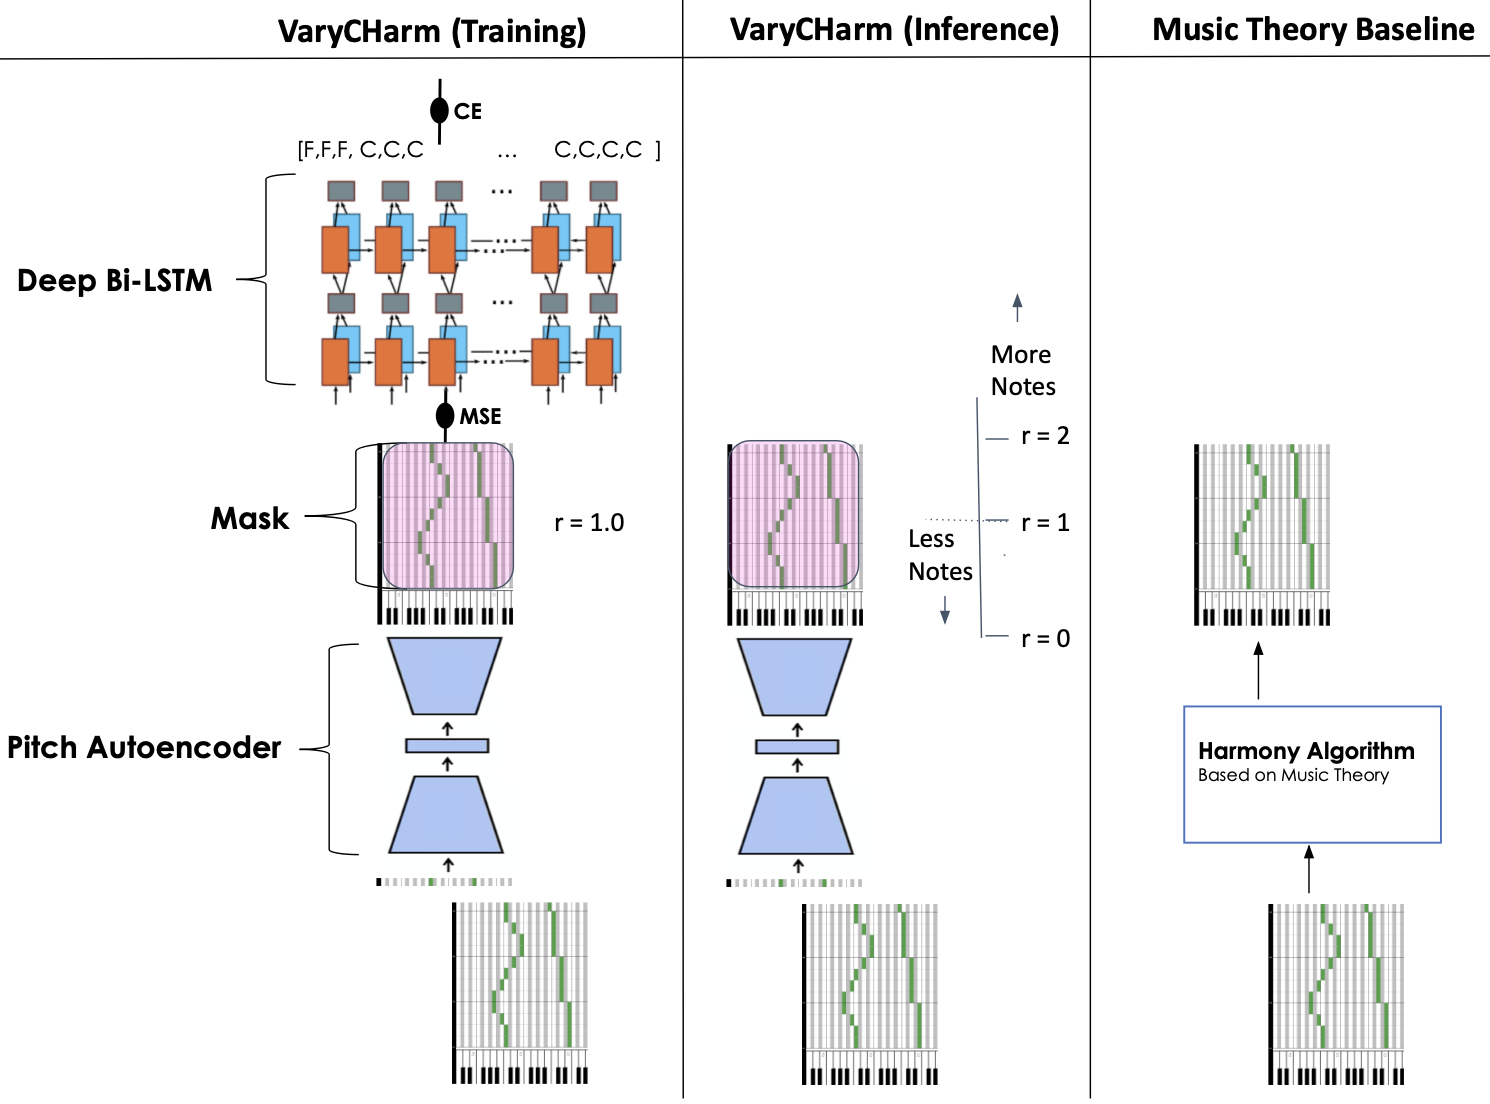 VaryCHarm (Training)
VaryCHarm (Inference)
Music Theory Baseline
CE
[F,F,F, C,C,C ... C,C,C,C ]
Deep Bi-LSTM
MSE
Mask
r = 1.0
Pitch Autoencoder
More
Notes
r = 2
r = 1
Less
Notes
r = 0
Harmony Algorithm
Based on Music Theory